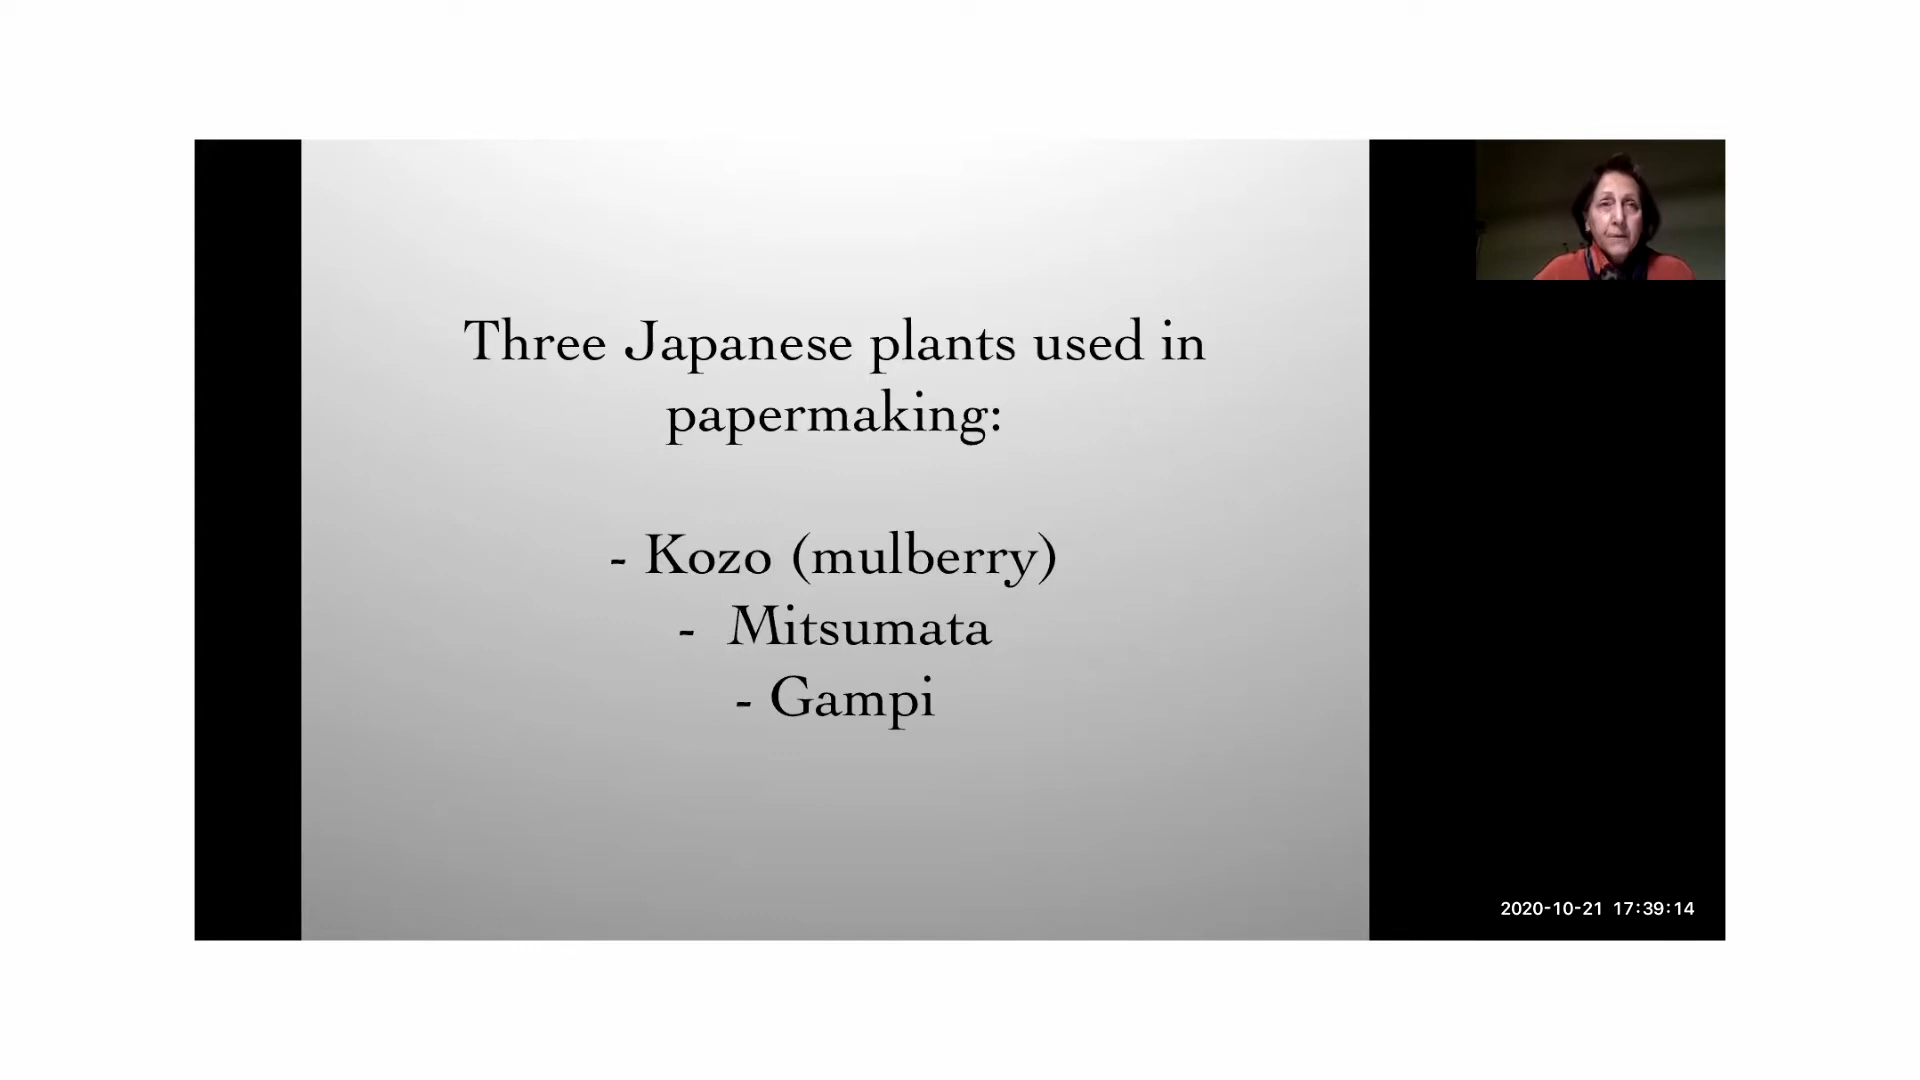 Three Japanese plants used in
papermaking:
- Kozo (mulberry)
- Mitsumata
- Gampi
2020-10-21 17:39:14